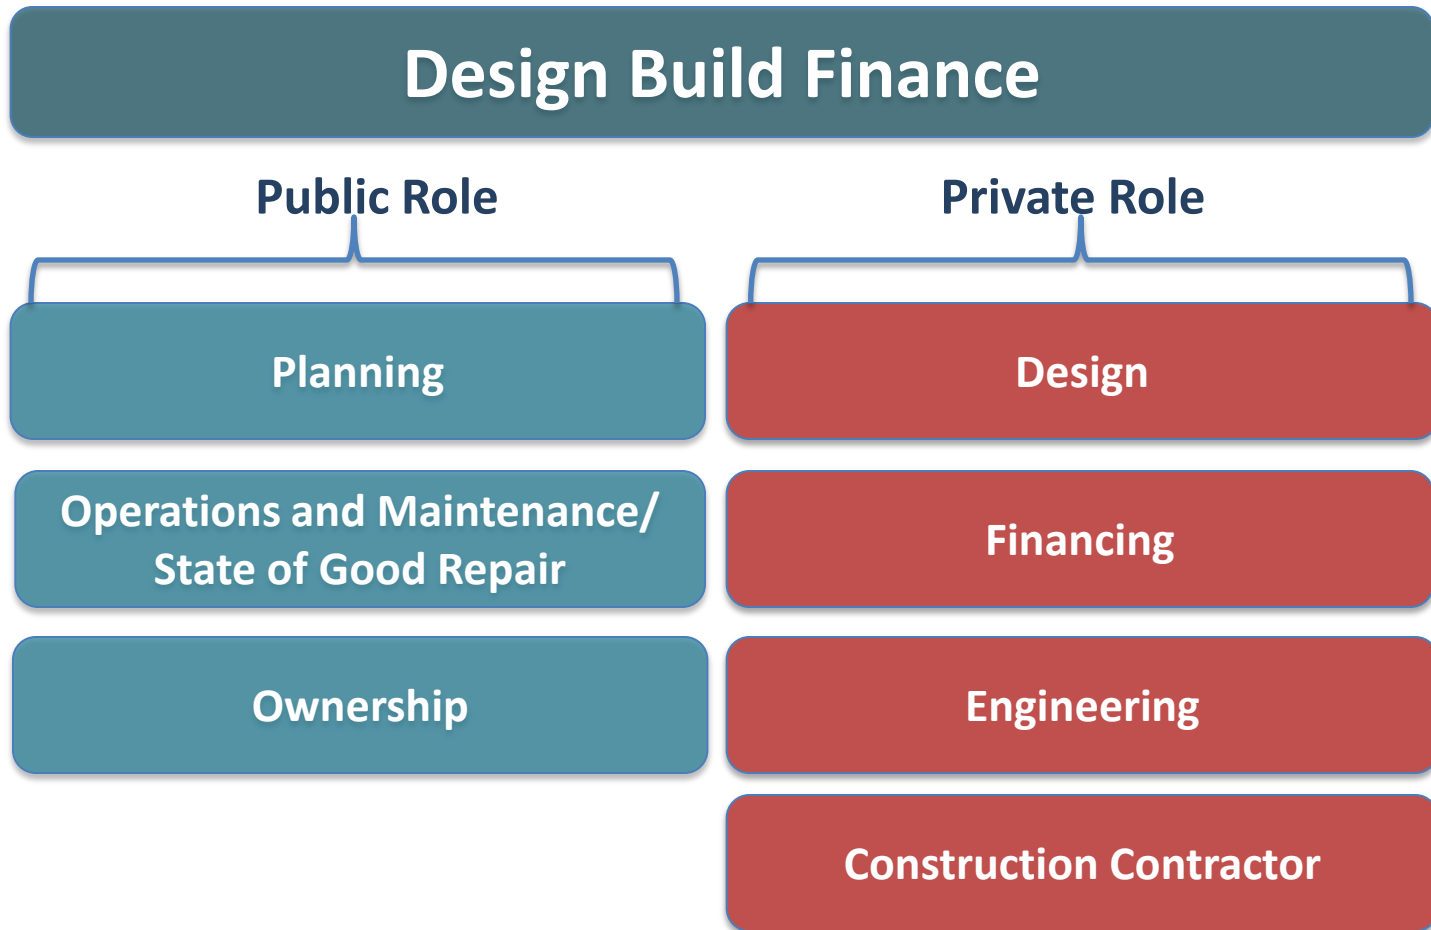 Design Build Finance
Public Role
Private Role
Planning
Design
Operations and Maintenance/
State of Good Repair
Financing
Ownership
Engineering
Construction Contractor